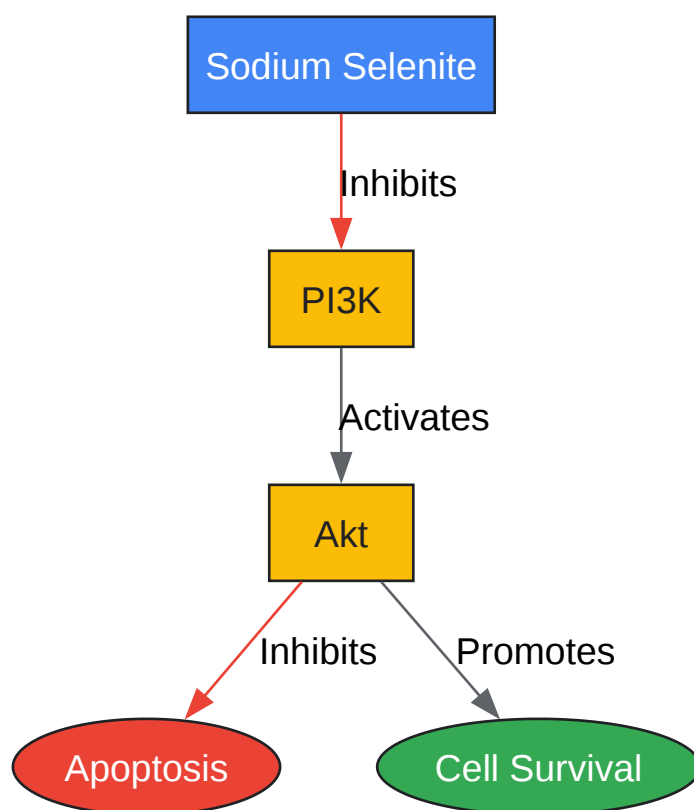 Sodium Selenite
Inhibits
PI3K
Activates
Akt
Inhibits
Promotes
Apoptosis
Cell Survival